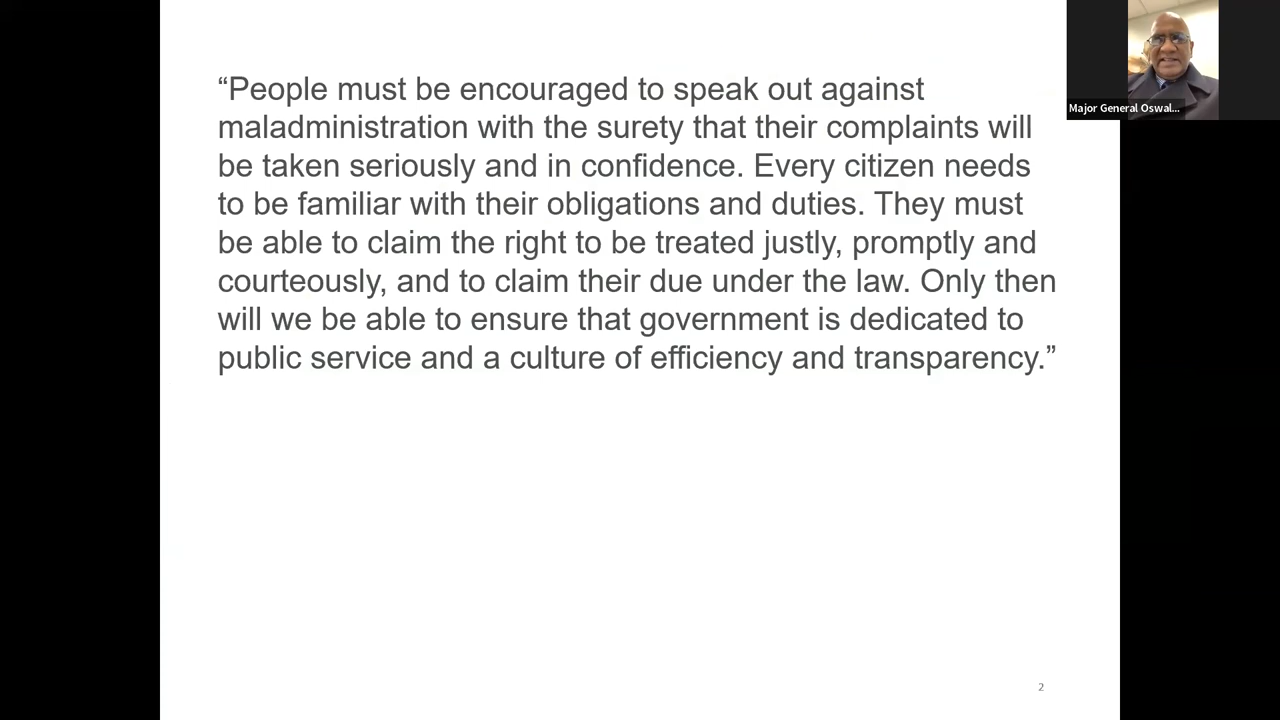 “People must be encouraged to speak out against
maladministration with the surety that their complaints will
be taken seriously and in confidence. Every citizen needs
to be familiar with their obligations and duties. They must
be able to claim the right to be treated justly, promptly and
courteously, and to claim their due under the law. Only then
will we be able to ensure that government is dedicated to
public service and a culture of efficiency and transparency.”
Major General Oswal...
2